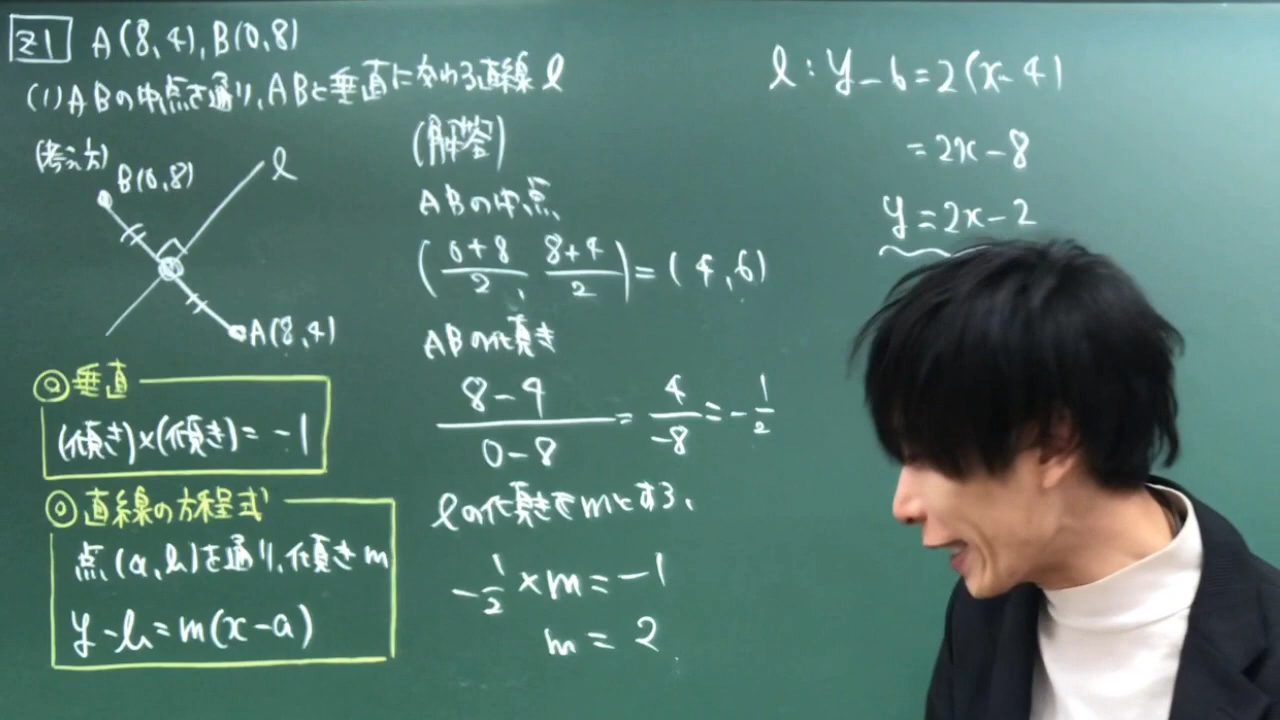 Z1 A(8,4), B(0,8)
(1) ABの中点を通り、ABと垂直に交わる直線ℓ
(考え方)
B(0,8)
ℓ
A(8,4)
◎垂直
(傾き)×(傾き)=-1
◎直線の方程式
点(a,b)を通り、傾きm
y-b=m(x-a)
(解答)
ABの中点
(0+8/2, 8+4/2)=(4,6)
ABの傾き
8-4/0-8=4/-8=-1/2
ℓの傾きをmとする、
-1/2×m=-1
m=2
ℓ:y-6=2(x-4)
=2x-8
y=2x-2